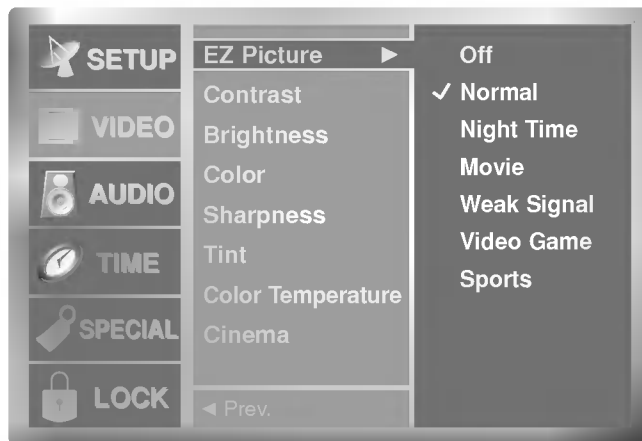 SETUP
VIDEO
AUDIO
TIME
SPECIAL
LOCK
EZ Picture ►
Contrast
Brightness
Color
Sharpness
Tint
Color Temperature
Cinema
◄ Prev.
Off
✓ Normal
Night Time
Movie
Weak Signal
Video Game
Sports